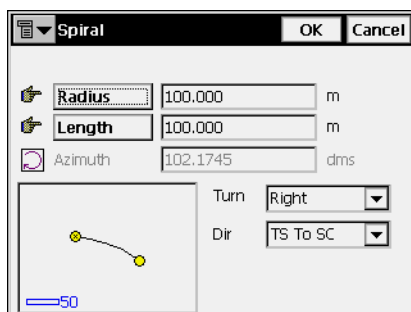 Spiral OK Cancel
Radius 100.000 m
Length 100.000 m
Azimuth 102.1745 dms
Turn Right
Dir TS To SC
50